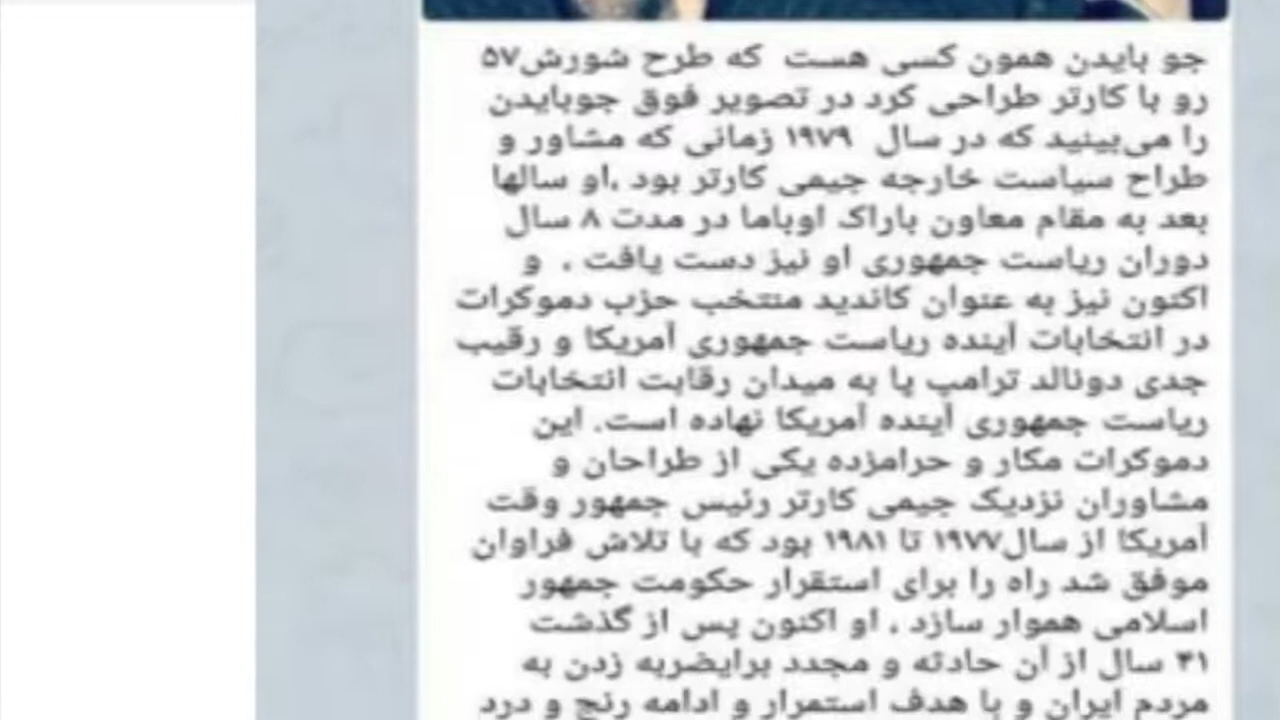 جو بایدن همون کسی هست که طرح شورش۵۷
رو با کارتر طراحی کرد در تصویر فوق جوبایدن
را می‌بینید که در سال ۱۹۷۹ زمانی که مشاور و
طراح سیاست خارجه جیمی کارتر بود ،او سالها
بعد به مقام معاون باراک اوباما در مدت ۸ سال
دوران ریاست جمهوری او نیز دست یافت ، و
اکنون نیز به عنوان کاندید منتخب حزب دموکرات
در انتخابات آینده ریاست جمهوری آمریکا و رقیب
جدی دونالد ترامپ پا به میدان رقابت انتخابات
ریاست جمهوری آینده آمریکا نهاده است. این
دموکرات مکار و حرامزده یکی از طراحان و
مشاوران نزدیک جیمی کارتر رئیس جمهور وقت
آمریکا از سال۱۹۷۷ تا ۱۹۸۱ بود که با تلاش فراوان
موفق شد راه را برای استقرار حکومت جمهور
اسلامی هموار سازد ، او اکنون پس از گذشت
۴۱ سال از آن حادثه و مجدد برایضربه زدن به
مردم ایران و با هدف استمرار و ادامه رنج و درد